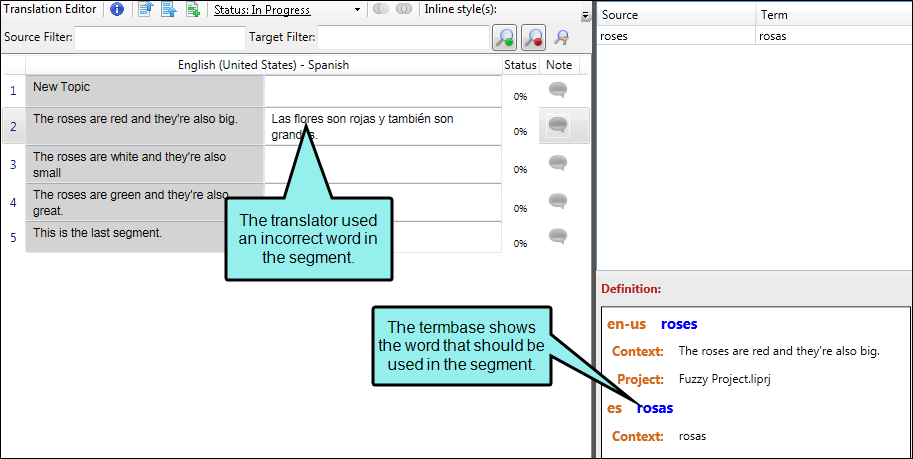 Translation Editor Status: In Progress Inline style(s):
Source Filter: Target Filter:
English (United States) - Spanish Status Note
1 New Topic 0%
2 The roses are red and they're also big. Las flores son rojas y también son
0%
3 The roses are white and they're also
small 0%
4 The roses are green and they're also
great. 0%
5 This is the last segment. 0%
The translator used
an incorrect word in
the segment.
Source Term
roses rosas
Definition:
en-us roses
Context: The roses are red and they're also big.
Project: Fuzzy Project.liprj
es rosas
Context: rosas
The termbase shows
the word that should be
used in the segment.